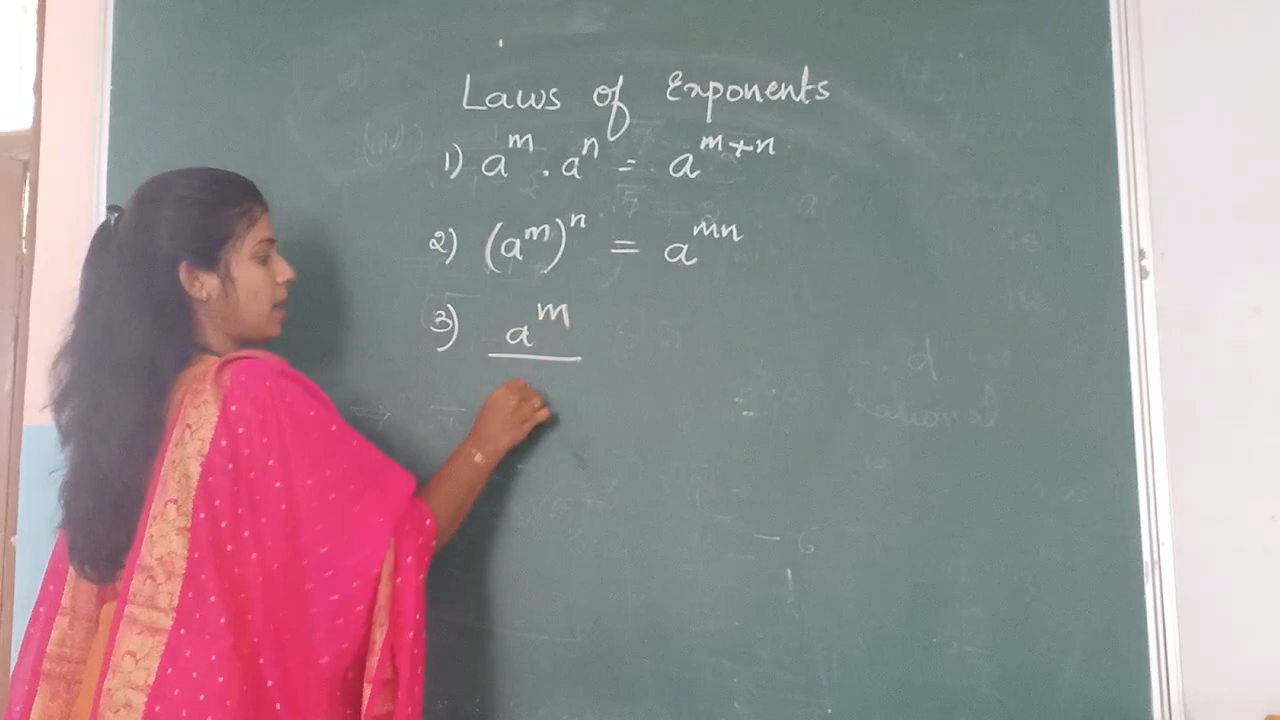 Laws of Exponents
1) a^m . a^n = a^{m+n}
2) (a^m)^n = a^{mn}
3) a^m